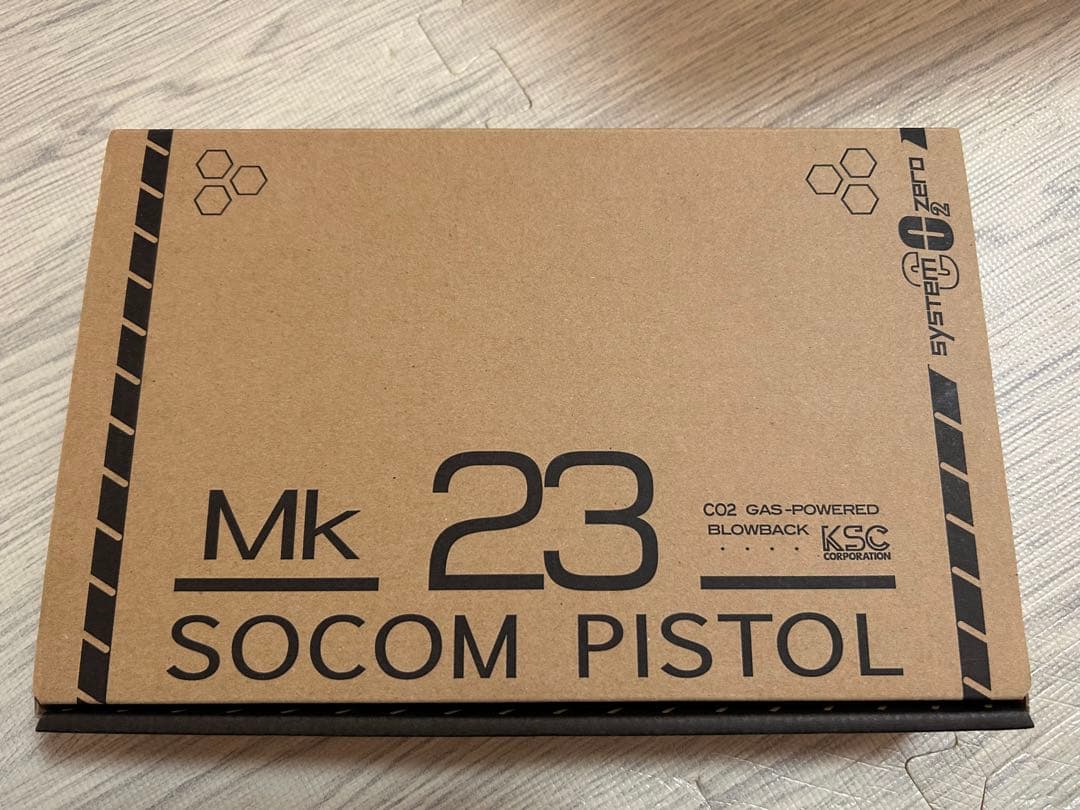 system CO2 zero
Mk 23
CO2 GAS-POWERED
BLOWBACK
KSC
CORPORATION
SOCOM PISTOL